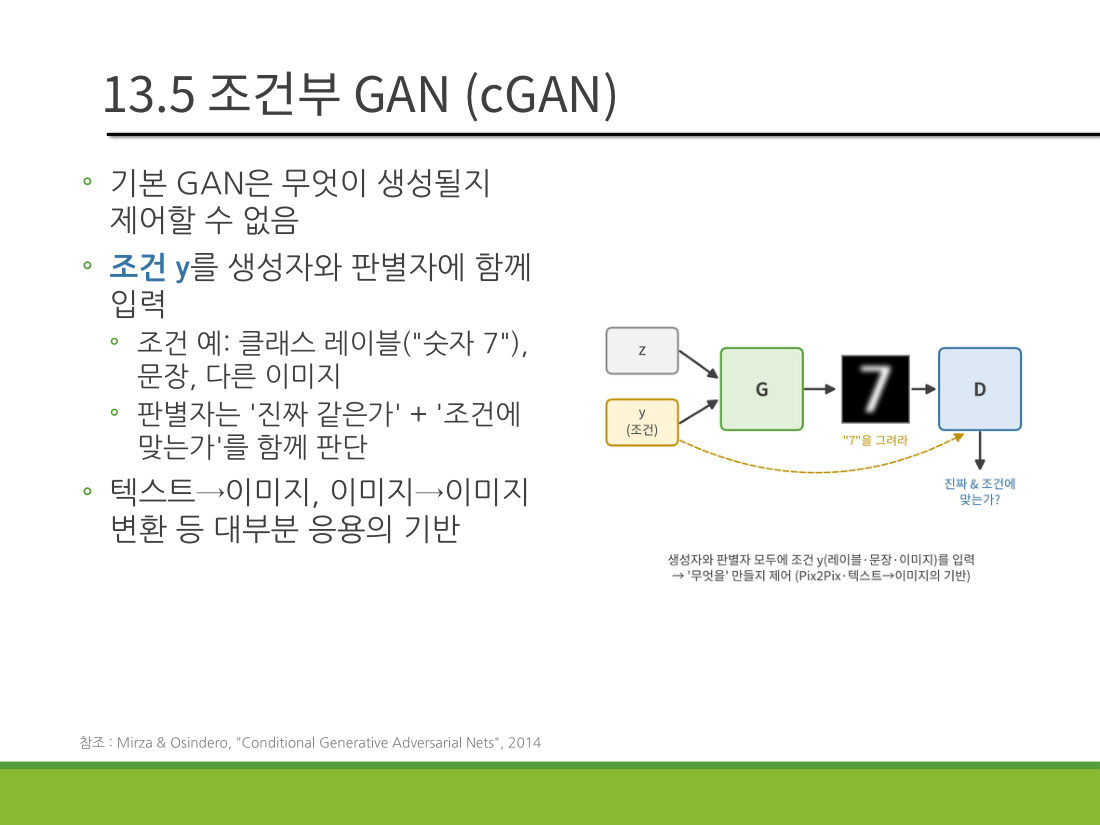 13.5 조건부 GAN (cGAN)
기본 GAN은 무엇이 생성될지
제어할 수 없음
조건 y를 생성자와 판별자에 함께
입력
조건 예: 클래스 레이블("숫자 7"),
문장, 다른 이미지
판별자는 '진짜 같은가' + '조건에
맞는가'를 함께 판단
텍스트→이미지, 이미지→이미지
변환 등 대부분 응용의 기반
z
y
(조건)
G
7
"7"을 그려라
D
진짜 & 조건에
맞는가?
생성자와 판별자 모두에 조건 y(레이블·문장·이미지)를 입력
→ '무엇을' 만들지 제어 (Pix2Pix·텍스트→이미지의 기반)
참조 : Mirza & Osindero, "Conditional Generative Adversarial Nets", 2014